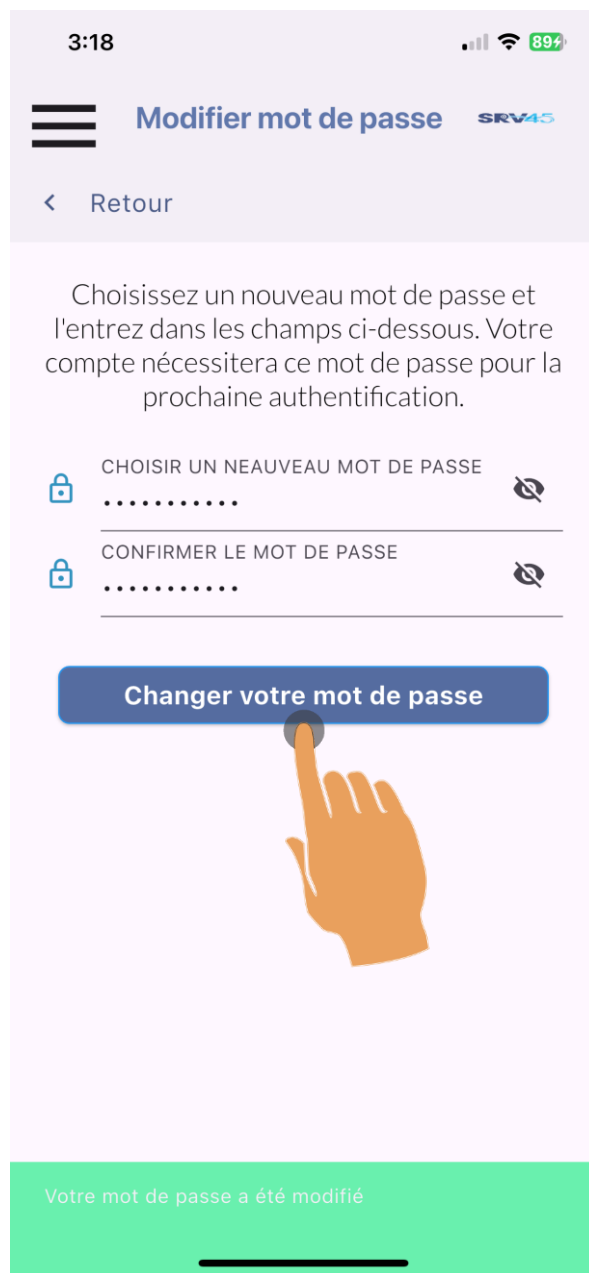 3:18
89
Modifier mot de passe
SRV45
Retour
Choisissez un nouveau mot de passe et
l'entrez dans les champs ci-dessous. Votre
compte nécessitera ce mot de passe pour la
prochaine authentification.
CHOISIR UN NEAUVEAU MOT DE PASSE
CONFIRMER LE MOT DE PASSE
Changer votre mot de passe
Votre mot de passe a été modifié